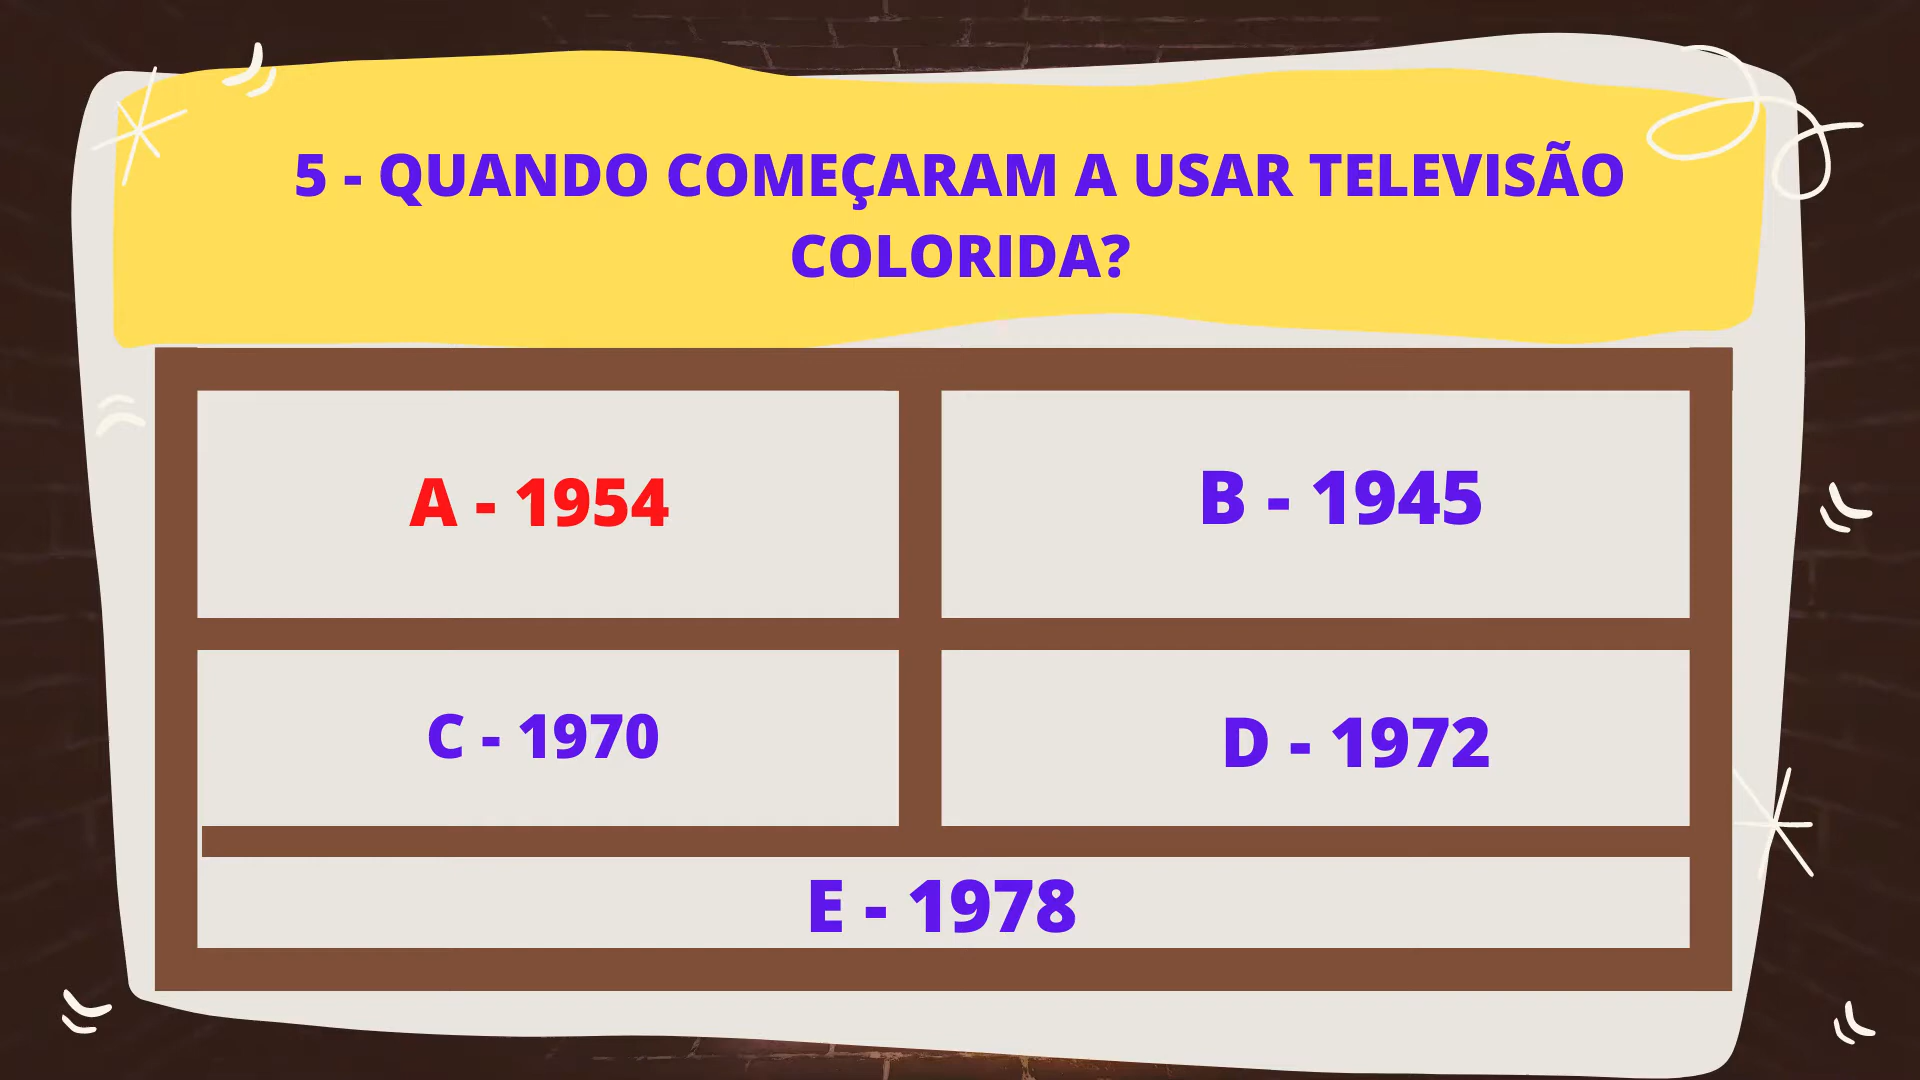 5 - QUANDO COMEÇARAM A USAR TELEVISÃO
COLORIDA?
A - 1954
B - 1945
C - 1970
D - 1972
E - 1978